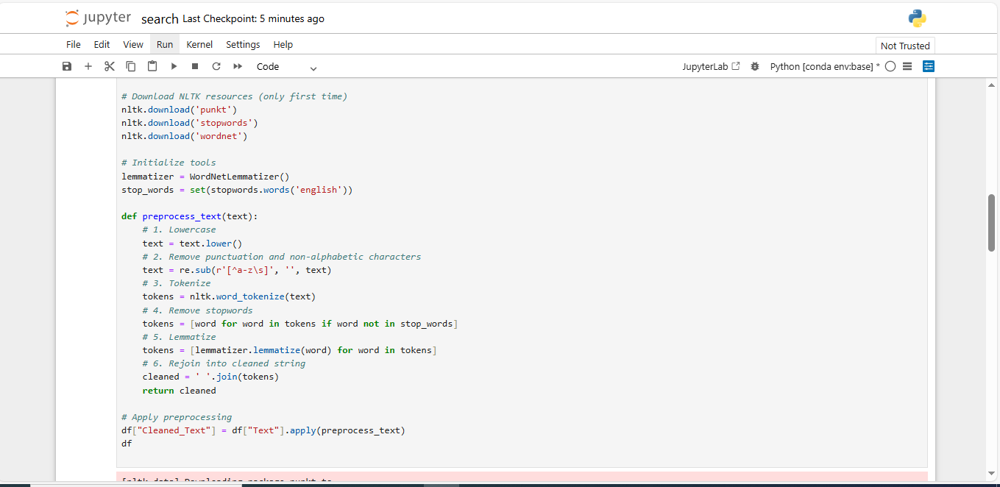 jupyter search Last Checkpoint: 5 minutes ago
File Edit View Run Kernel Settings Help
Not Trusted
Code
JupyterLab
Python [conda env:base] *
# Download NLTK resources (only first time)
nltk.download('punkt')
nltk.download('stopwords')
nltk.download('wordnet')
# Initialize tools
lemmatizer = WordNetLemmatizer()
stop_words = set(stopwords.words('english'))
def preprocess_text(text):
    # 1. Lowercase
    text = text.lower()
    # 2. Remove punctuation and non-alphabetic characters
    text = re.sub(r'[^a-z\s]', '', text)
    # 3. Tokenize
    tokens = nltk.word_tokenize(text)
    # 4. Remove stopwords
    tokens = [word for word in tokens if word not in stop_words]
    # 5. Lemmatize
    tokens = [lemmatizer.lemmatize(word) for word in tokens]
    # 6. Rejoin into cleaned string
    cleaned = ' '.join(tokens)
    return cleaned
# Apply preprocessing
df["Cleaned_Text"] = df["Text"].apply(preprocess_text)
df
[nltk_data] Downloading package punkt to